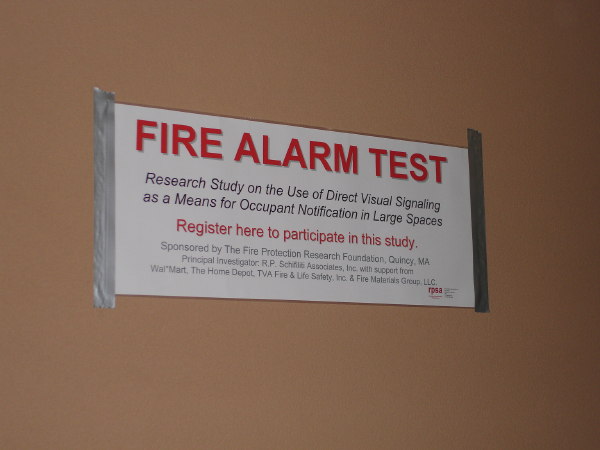 FIRE ALARM TEST
Research Study on the Use of Direct Visual Signaling
as a Means for Occupant Notification in Large Spaces
Register here to participate in this study.
Sponsored by The Fire Protection Research Foundation, Quincy, MA
Principal Investigator: R.P. Schifiliti Associates, Inc. with support from
Wal*Mart, The Home Depot, TVA Fire & Life Safety, Inc. & Fire Materials Group, LLC.
rpsa